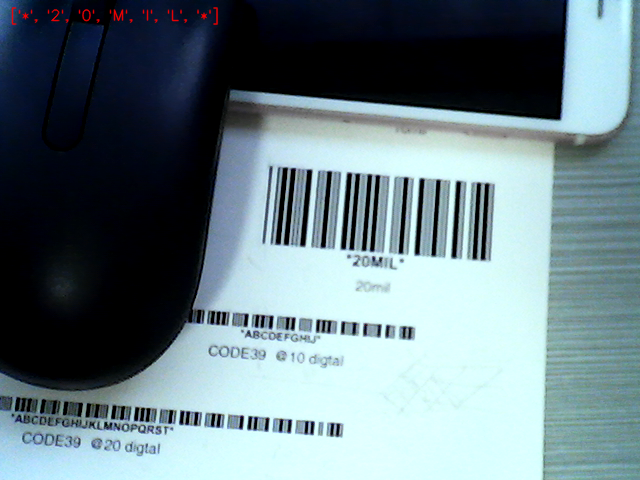 ['*', '2', '0', 'M', 'I', 'L', '*']
*20MIL*
20mil
*ABCDEFGHIJ*
CODE39 @10 digtal
*ABCDEFGHIJKLMNOPQRST*
CODE39 @20 digtal